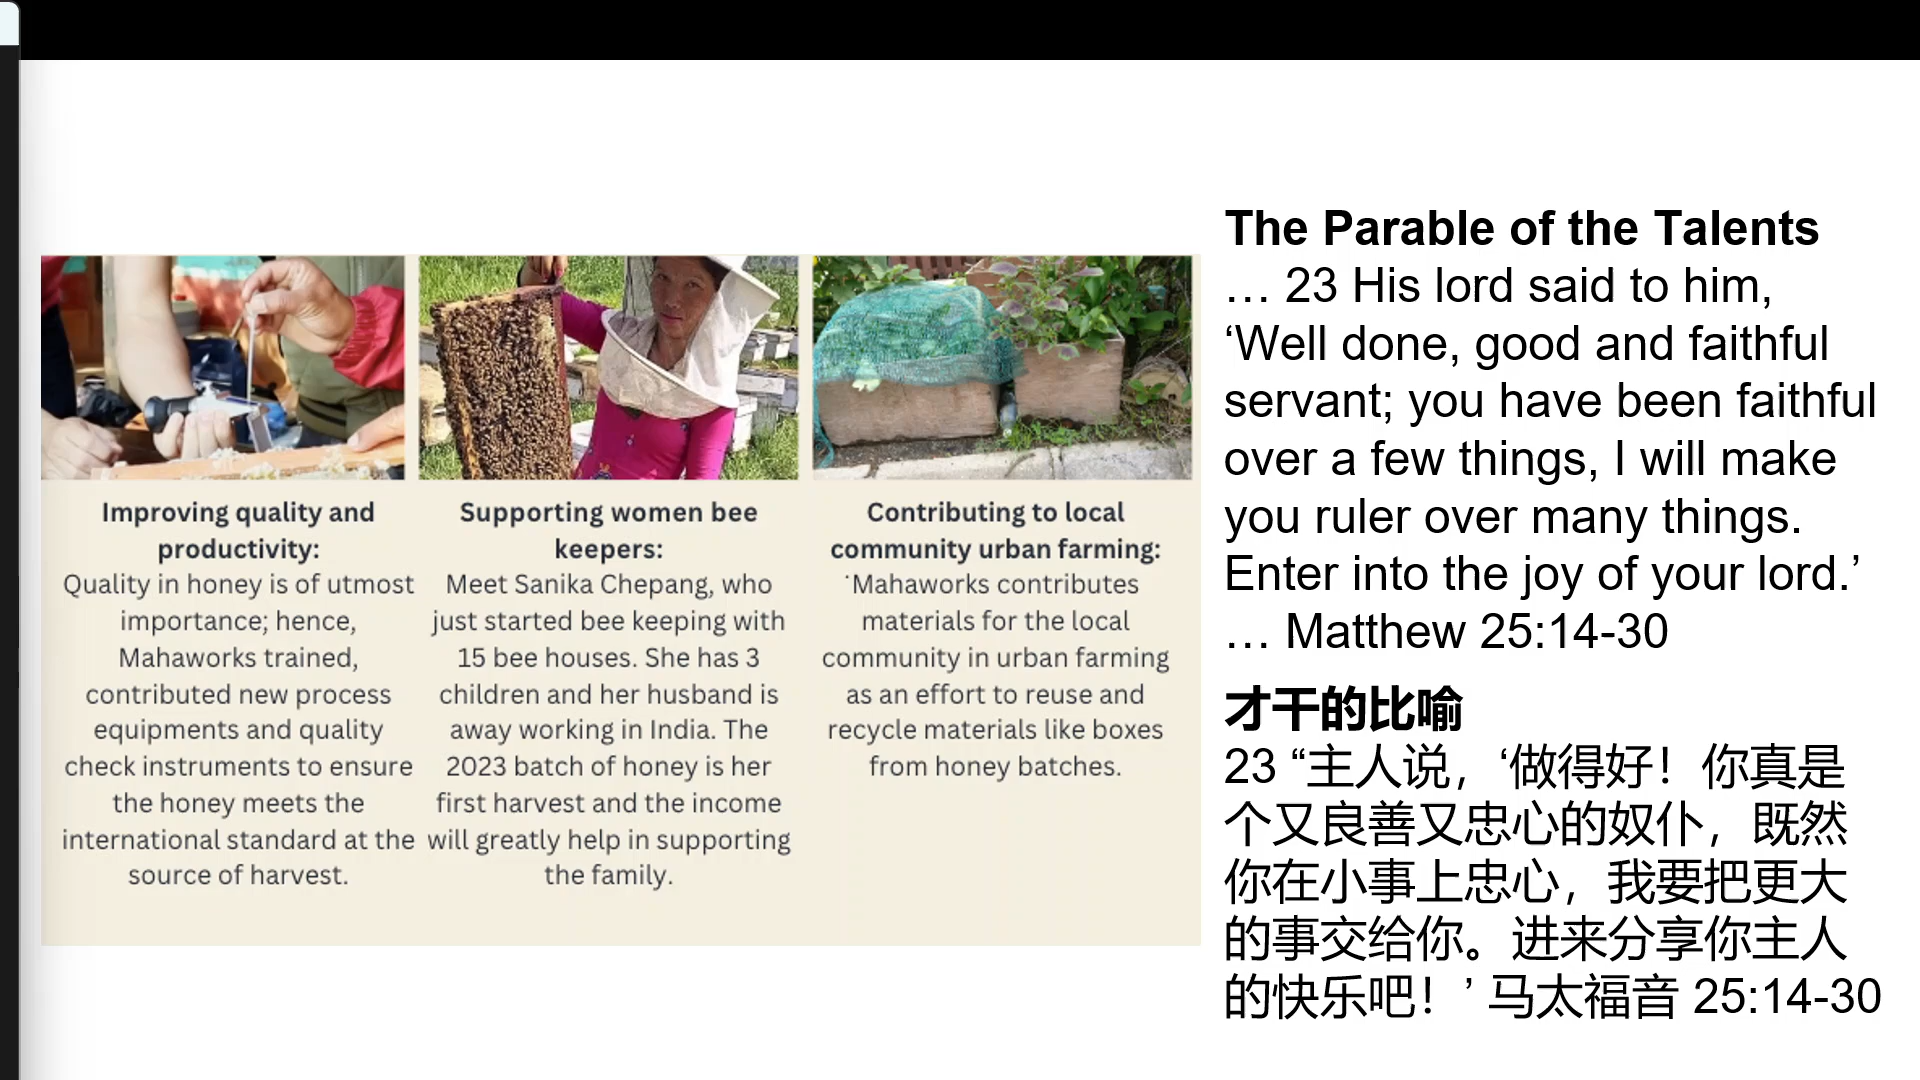 Improving quality and
productivity:
Quality in honey is of utmost
importance; hence,
Mahaworks trained,
contributed new process
equipments and quality
check instruments to ensure
the honey meets the
international standard at the
source of harvest.
Supporting women bee
keepers:
Meet Sanika Chepang, who
just started bee keeping with
15 bee houses. She has 3
children and her husband is
away working in India. The
2023 batch of honey is her
first harvest and the income
will greatly help in supporting
the family.
Contributing to local
community urban farming:
˙Mahaworks contributes
materials for the local
community in urban farming
as an effort to reuse and
recycle materials like boxes
from honey batches.
The Parable of the Talents
… 23 His lord said to him,
‘Well done, good and faithful
servant; you have been faithful
over a few things, I will make
you ruler over many things.
Enter into the joy of your lord.’
… Matthew 25:14-30
才干的比喻
23 “主人说，‘做得好！你真是
个又良善又忠心的奴仆，既然
你在小事上忠心，我要把更大
的事交给你。进来分享你主人
的快乐吧！’ 马太福音 25:14-30